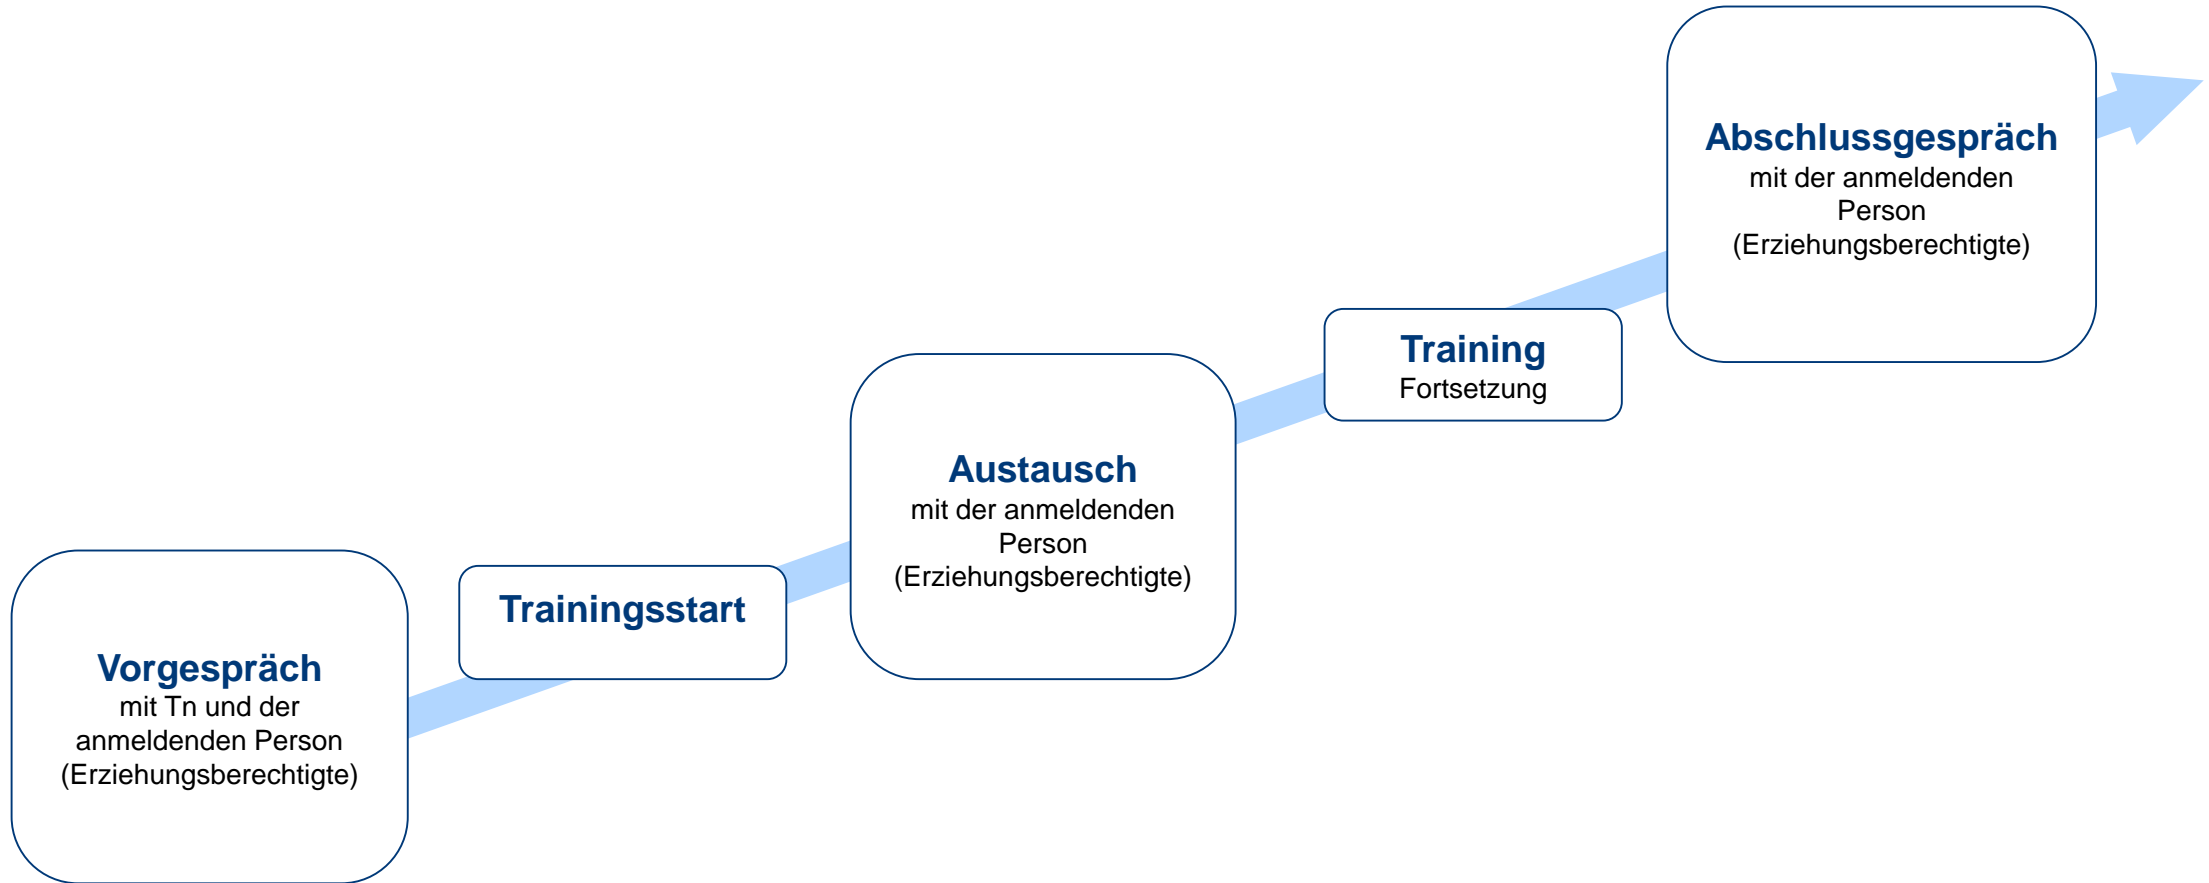 Vorgespräch
mit Tn und der
anmeldenden Person
(Erziehungsberechtigte)
Trainingsstart
Austausch
mit der anmeldenden
Person
(Erziehungsberechtigte)
Training
Fortsetzung
Abschlussgespräch
mit der anmeldenden
Person
(Erziehungsberechtigte)